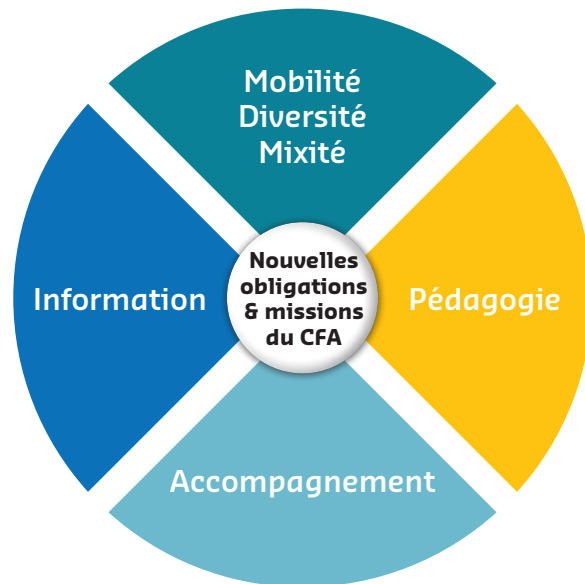 Mobilité
Diversité
Mixité
Information
Nouvelles
obligations
& missions
du CFA
Pédagogie
Accompagnement